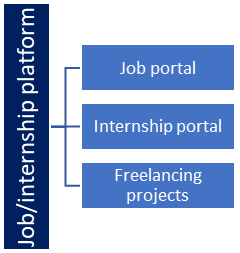 Job/internship platform
Job portal
Internship portal
Freelancing
projects